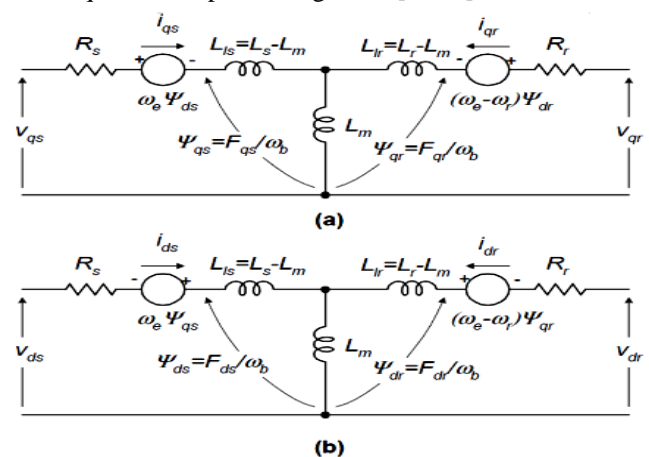 i_qs i_qr
R_s L_ls=L_s-L_m L_lr=L_r-L_m R_r
+ - - +
ω_e Ψ_ds (ω_e-ω_r)Ψ_dr
v_qs Ψ_qs=F_qs/ω_b L_m Ψ_qr=F_qr/ω_b v_qr
(a)
i_ds i_dr
R_s L_ls=L_s-L_m L_lr=L_r-L_m R_r
- + + -
ω_e Ψ_qs (ω_e-ω_r)Ψ_qr
v_ds Ψ_ds=F_ds/ω_b L_m Ψ_dr=F_dr/ω_b v_dr
(b)